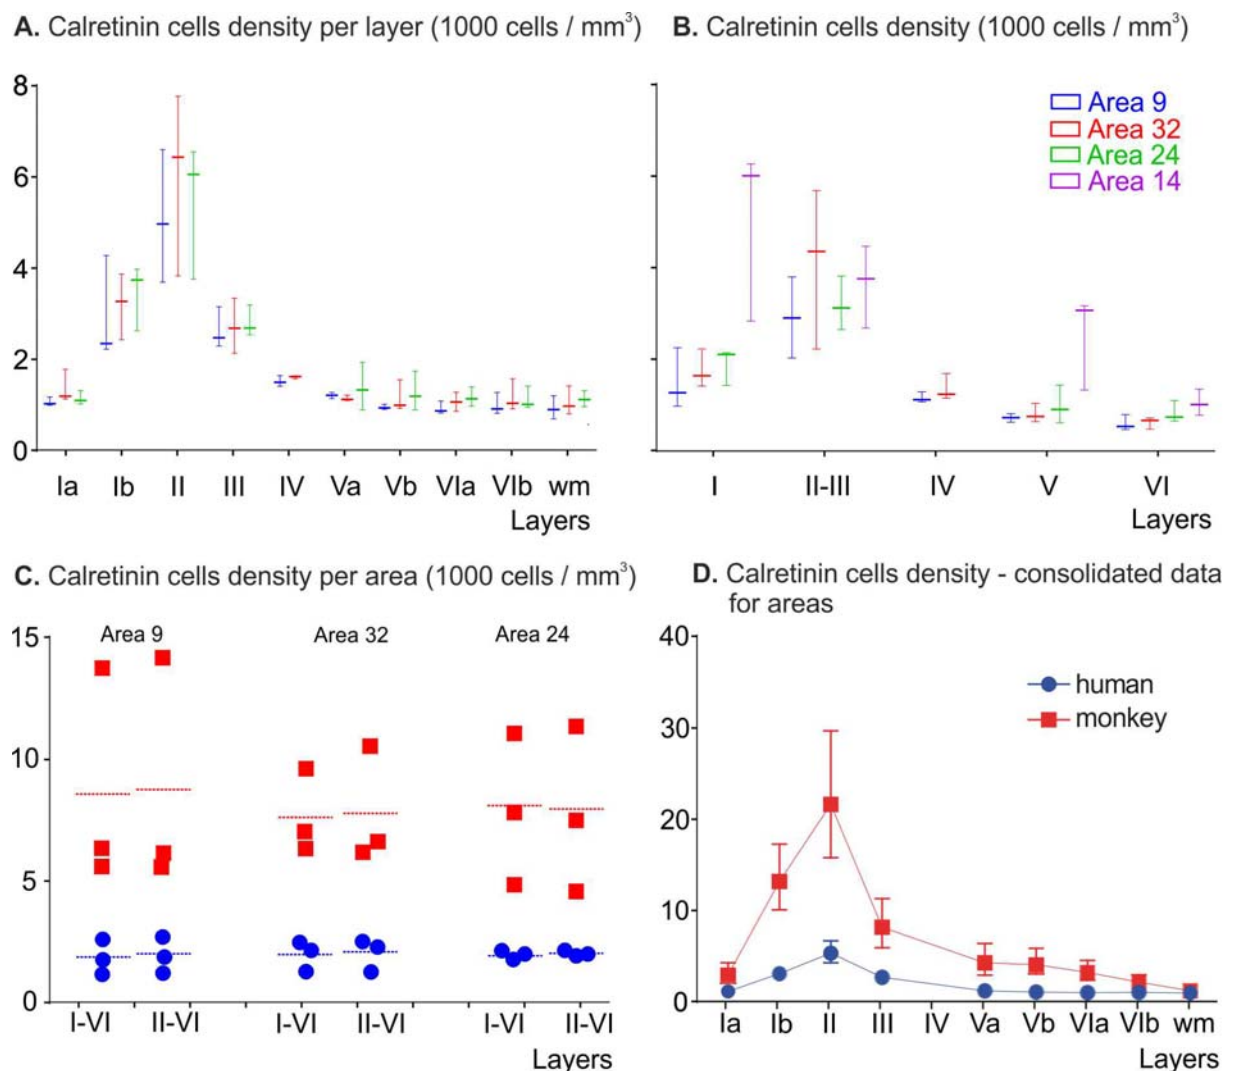 A. Calretinin cells density per layer (1000 cells / mm³)
B. Calretinin cells density (1000 cells / mm³)
8
6
4
2
0
Ia Ib II III IV Va Vb VIa VIb wm
Layers
Area 9
Area 32
Area 24
Area 14
I II-III IV V VI
Layers
C. Calretinin cells density per area (1000 cells / mm³)
15
10
5
0
Area 9 Area 32 Area 24
I-VI II-VI I-VI II-VI I-VI II-VI
Layers
D. Calretinin cells density - consolidated data
for areas
40
30
20
10
0
human
monkey
Ia Ib II III IV Va Vb VIa VIb wm
Layers